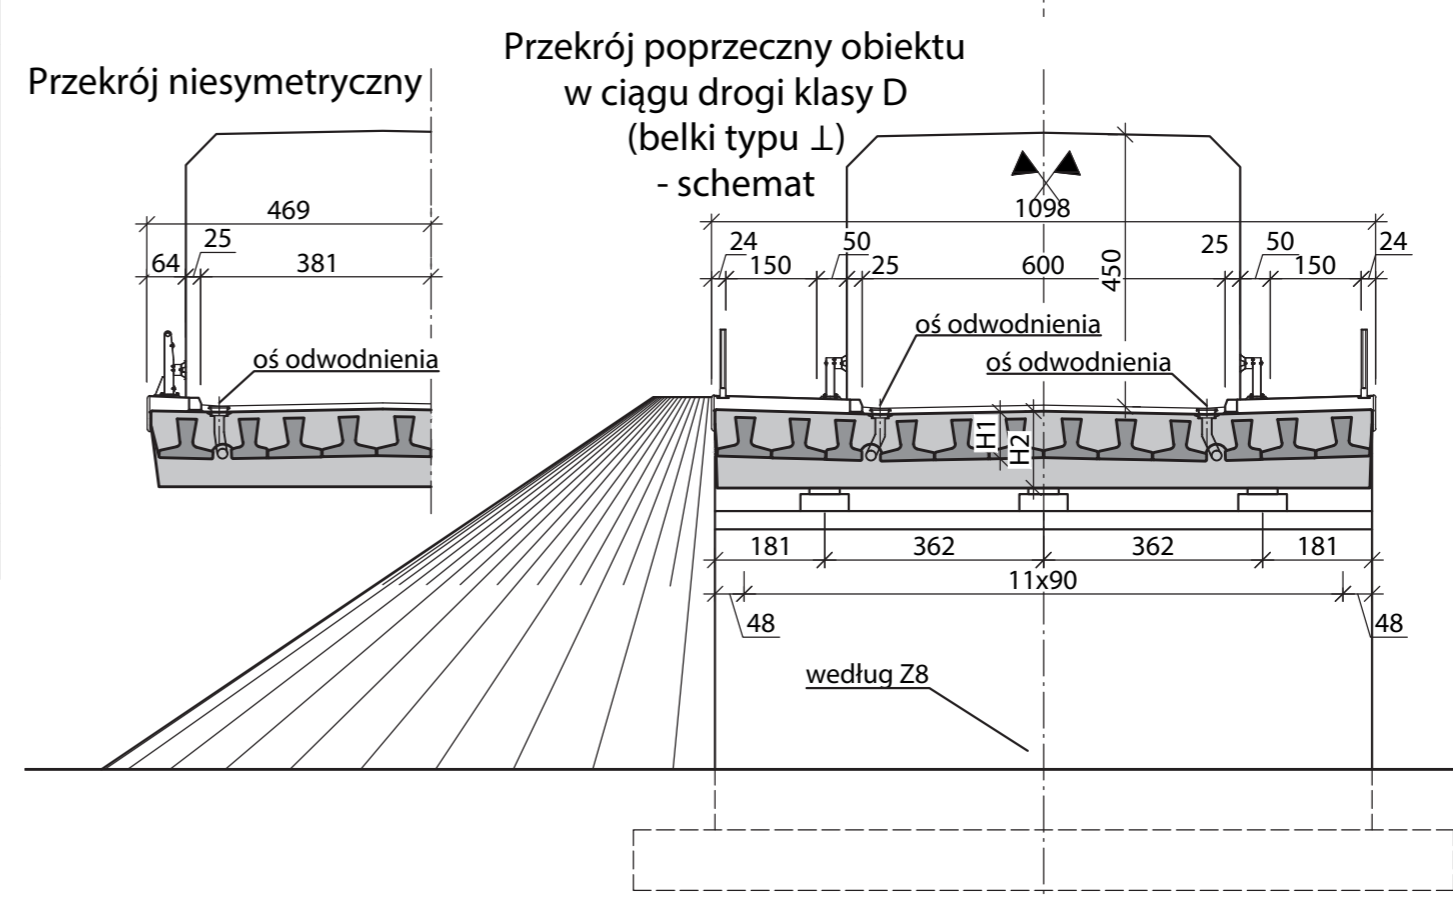 Przekrój niesymetryczny
Przekrój poprzeczny obiektu
w ciągu drogi klasy D
(belki typu ⊥)
- schemat
469
25
64
381
oś odwodnienia
1098
24
50
25
50
24
150
25
600
150
450
oś odwodnienia
oś odwodnienia
H1
H2
181
362
362
181
11x90
48
48
według Z8